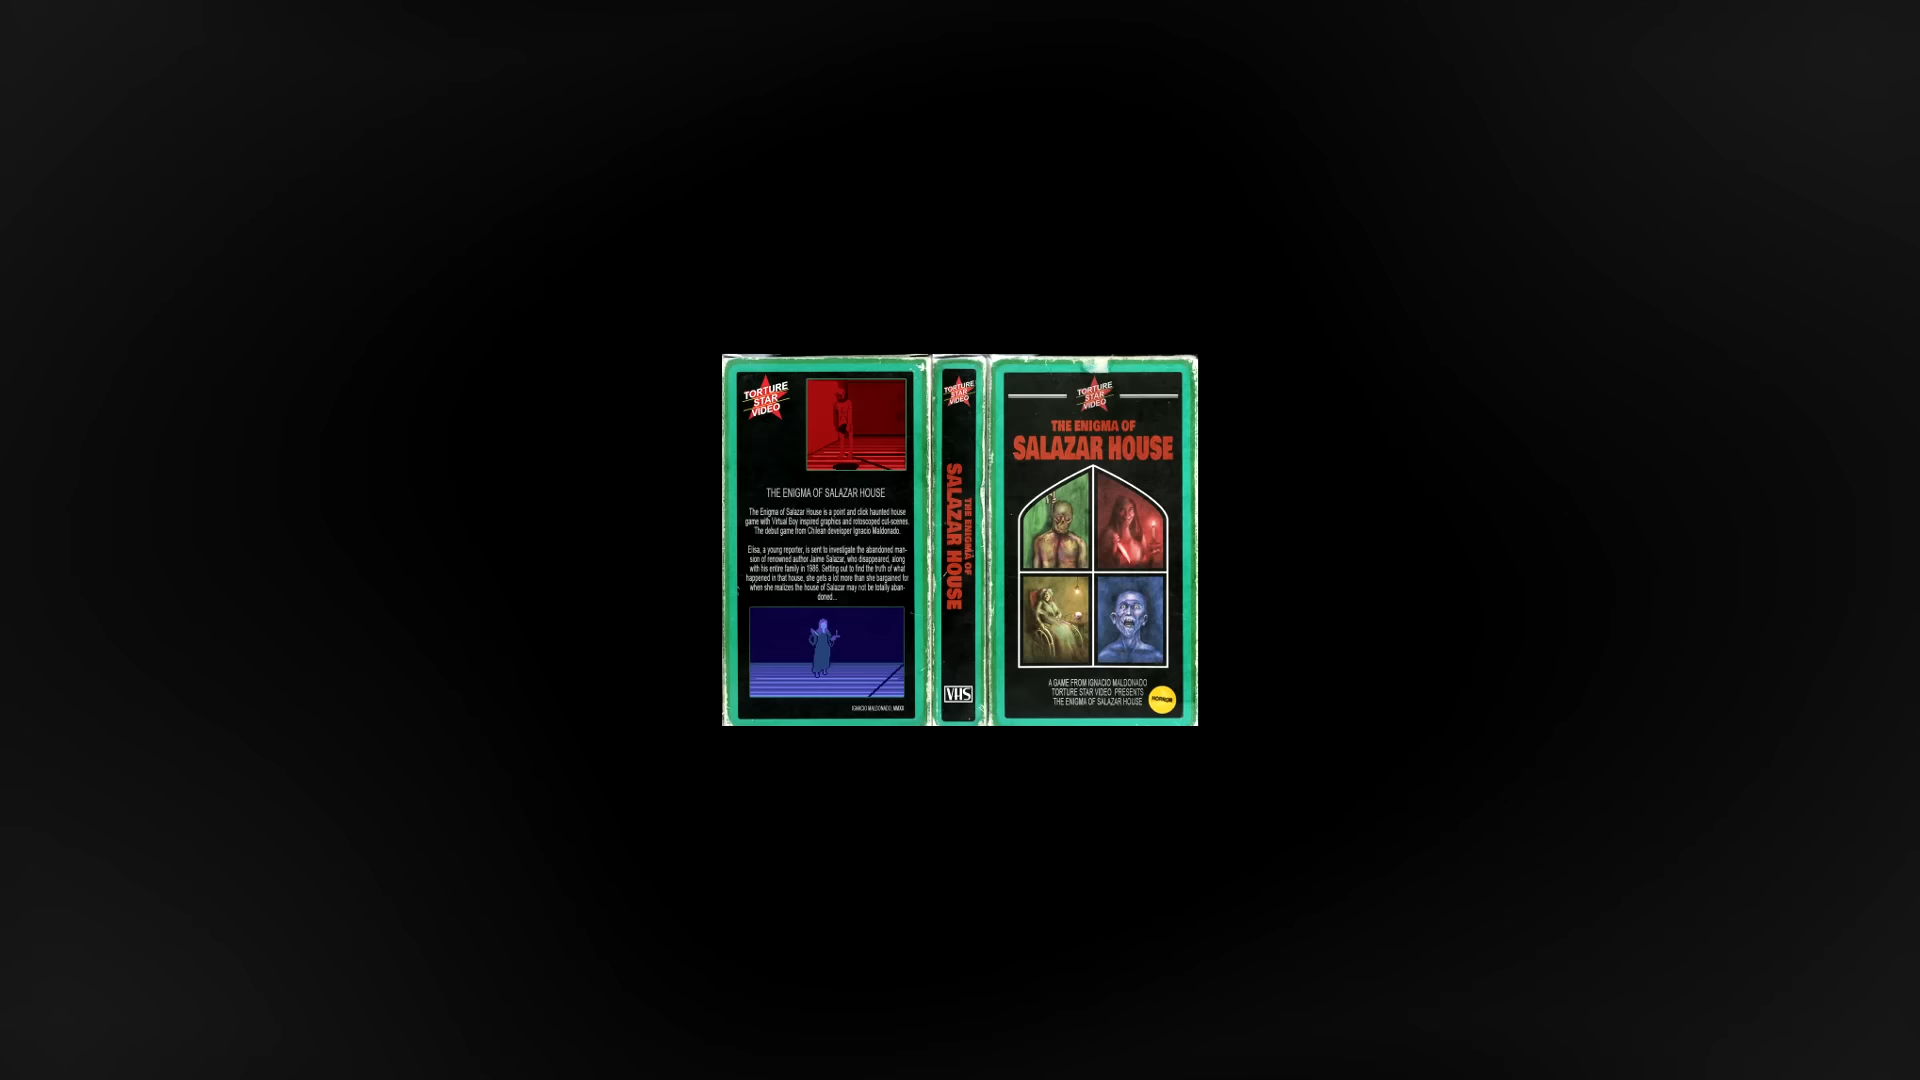 TORTURE
STAR
VIDEO
THE ENIGMA OF SALAZAR HOUSE
The Enigma of Salazar House is a point and click haunted house
game with Virtual Boy inspired graphics and rotoscoped cut-scenes.
The debut game from Chilean developer Ignacio Maldonado.
Elisa, a young reporter, is sent to investigate the abandoned man-
sion of renowned author Jaime Salazar, who disappeared, along
with his entire family in 1986. Setting out to find the truth of what
happened in that house, she gets a lot more than she bargained for
when she realizes the house of Salazar may not be totally aban-
doned...
IGNACIO MALDONADO, MMXX
TORTURE
STAR
VIDEO
THE ENIGMA OF
SALAZAR HOUSE
VHS
TORTURE
STAR
VIDEO
THE ENIGMA OF
SALAZAR HOUSE
A GAME FROM IGNACIO MALDONADO
TORTURE STAR VIDEO PRESENTS
THE ENIGMA OF SALAZAR HOUSE
HORROR